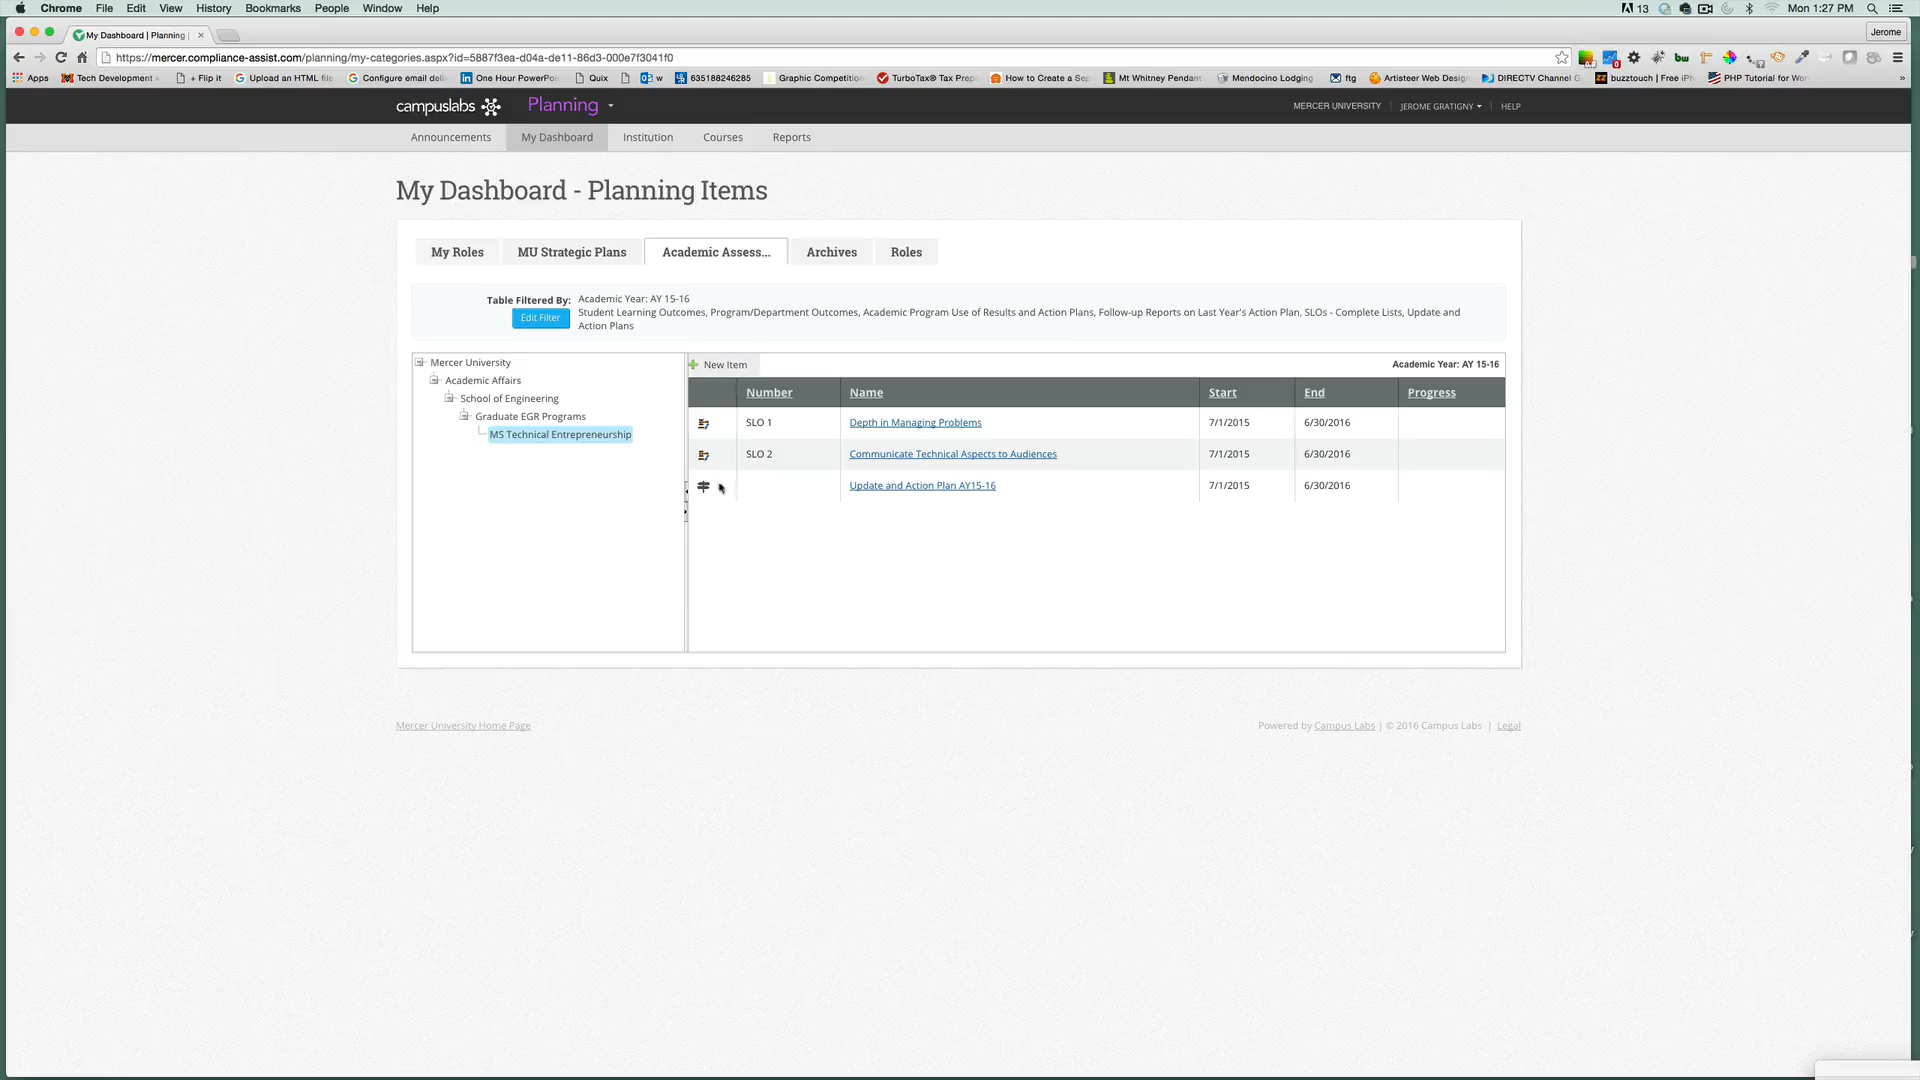 Chrome File Edit View History Bookmarks People Window Help 13 Mon 1:27 PM
My Dashboard | Planning Jerome
https://mercer.compliance-assist.com/planning/my-categories.aspx?id=5887f3ea-d04a-de11-86d3-000e7f3041f0
Apps Tech Development + Flip it Upload an HTML file Configure email deli One Hour PowerPoi Quix w 635188246285 Graphic Competition TurboTax® Tax Prep How to Create a Sep Mt Whitney Pendant Mendocino Lodging ftg Artisteer Web Design DIRECTV Channel G buzztouch | Free iPh PHP Tutorial for Wor »
campuslabs Planning MERCER UNIVERSITY JEROME GRATIGNY HELP
Announcements My Dashboard Institution Courses Reports
My Dashboard - Planning Items
My Roles MU Strategic Plans Academic Assess... Archives Roles
Table Filtered By: Academic Year: AY 15-16
Edit Filter Student Learning Outcomes, Program/Department Outcomes, Academic Program Use of Results and Action Plans, Follow-up Reports on Last Year's Action Plan, SLOs - Complete Lists, Update and
Action Plans
Mercer University
Academic Affairs
School of Engineering
Graduate EGR Programs
MS Technical Entrepreneurship
New Item Academic Year: AY 15-16
Number Name Start End Progress
SLO 1 Depth in Managing Problems 7/1/2015 6/30/2016
SLO 2 Communicate Technical Aspects to Audiences 7/1/2015 6/30/2016
Update and Action Plan AY15-16 7/1/2015 6/30/2016
Mercer University Home Page Powered by Campus Labs | © 2016 Campus Labs | Legal